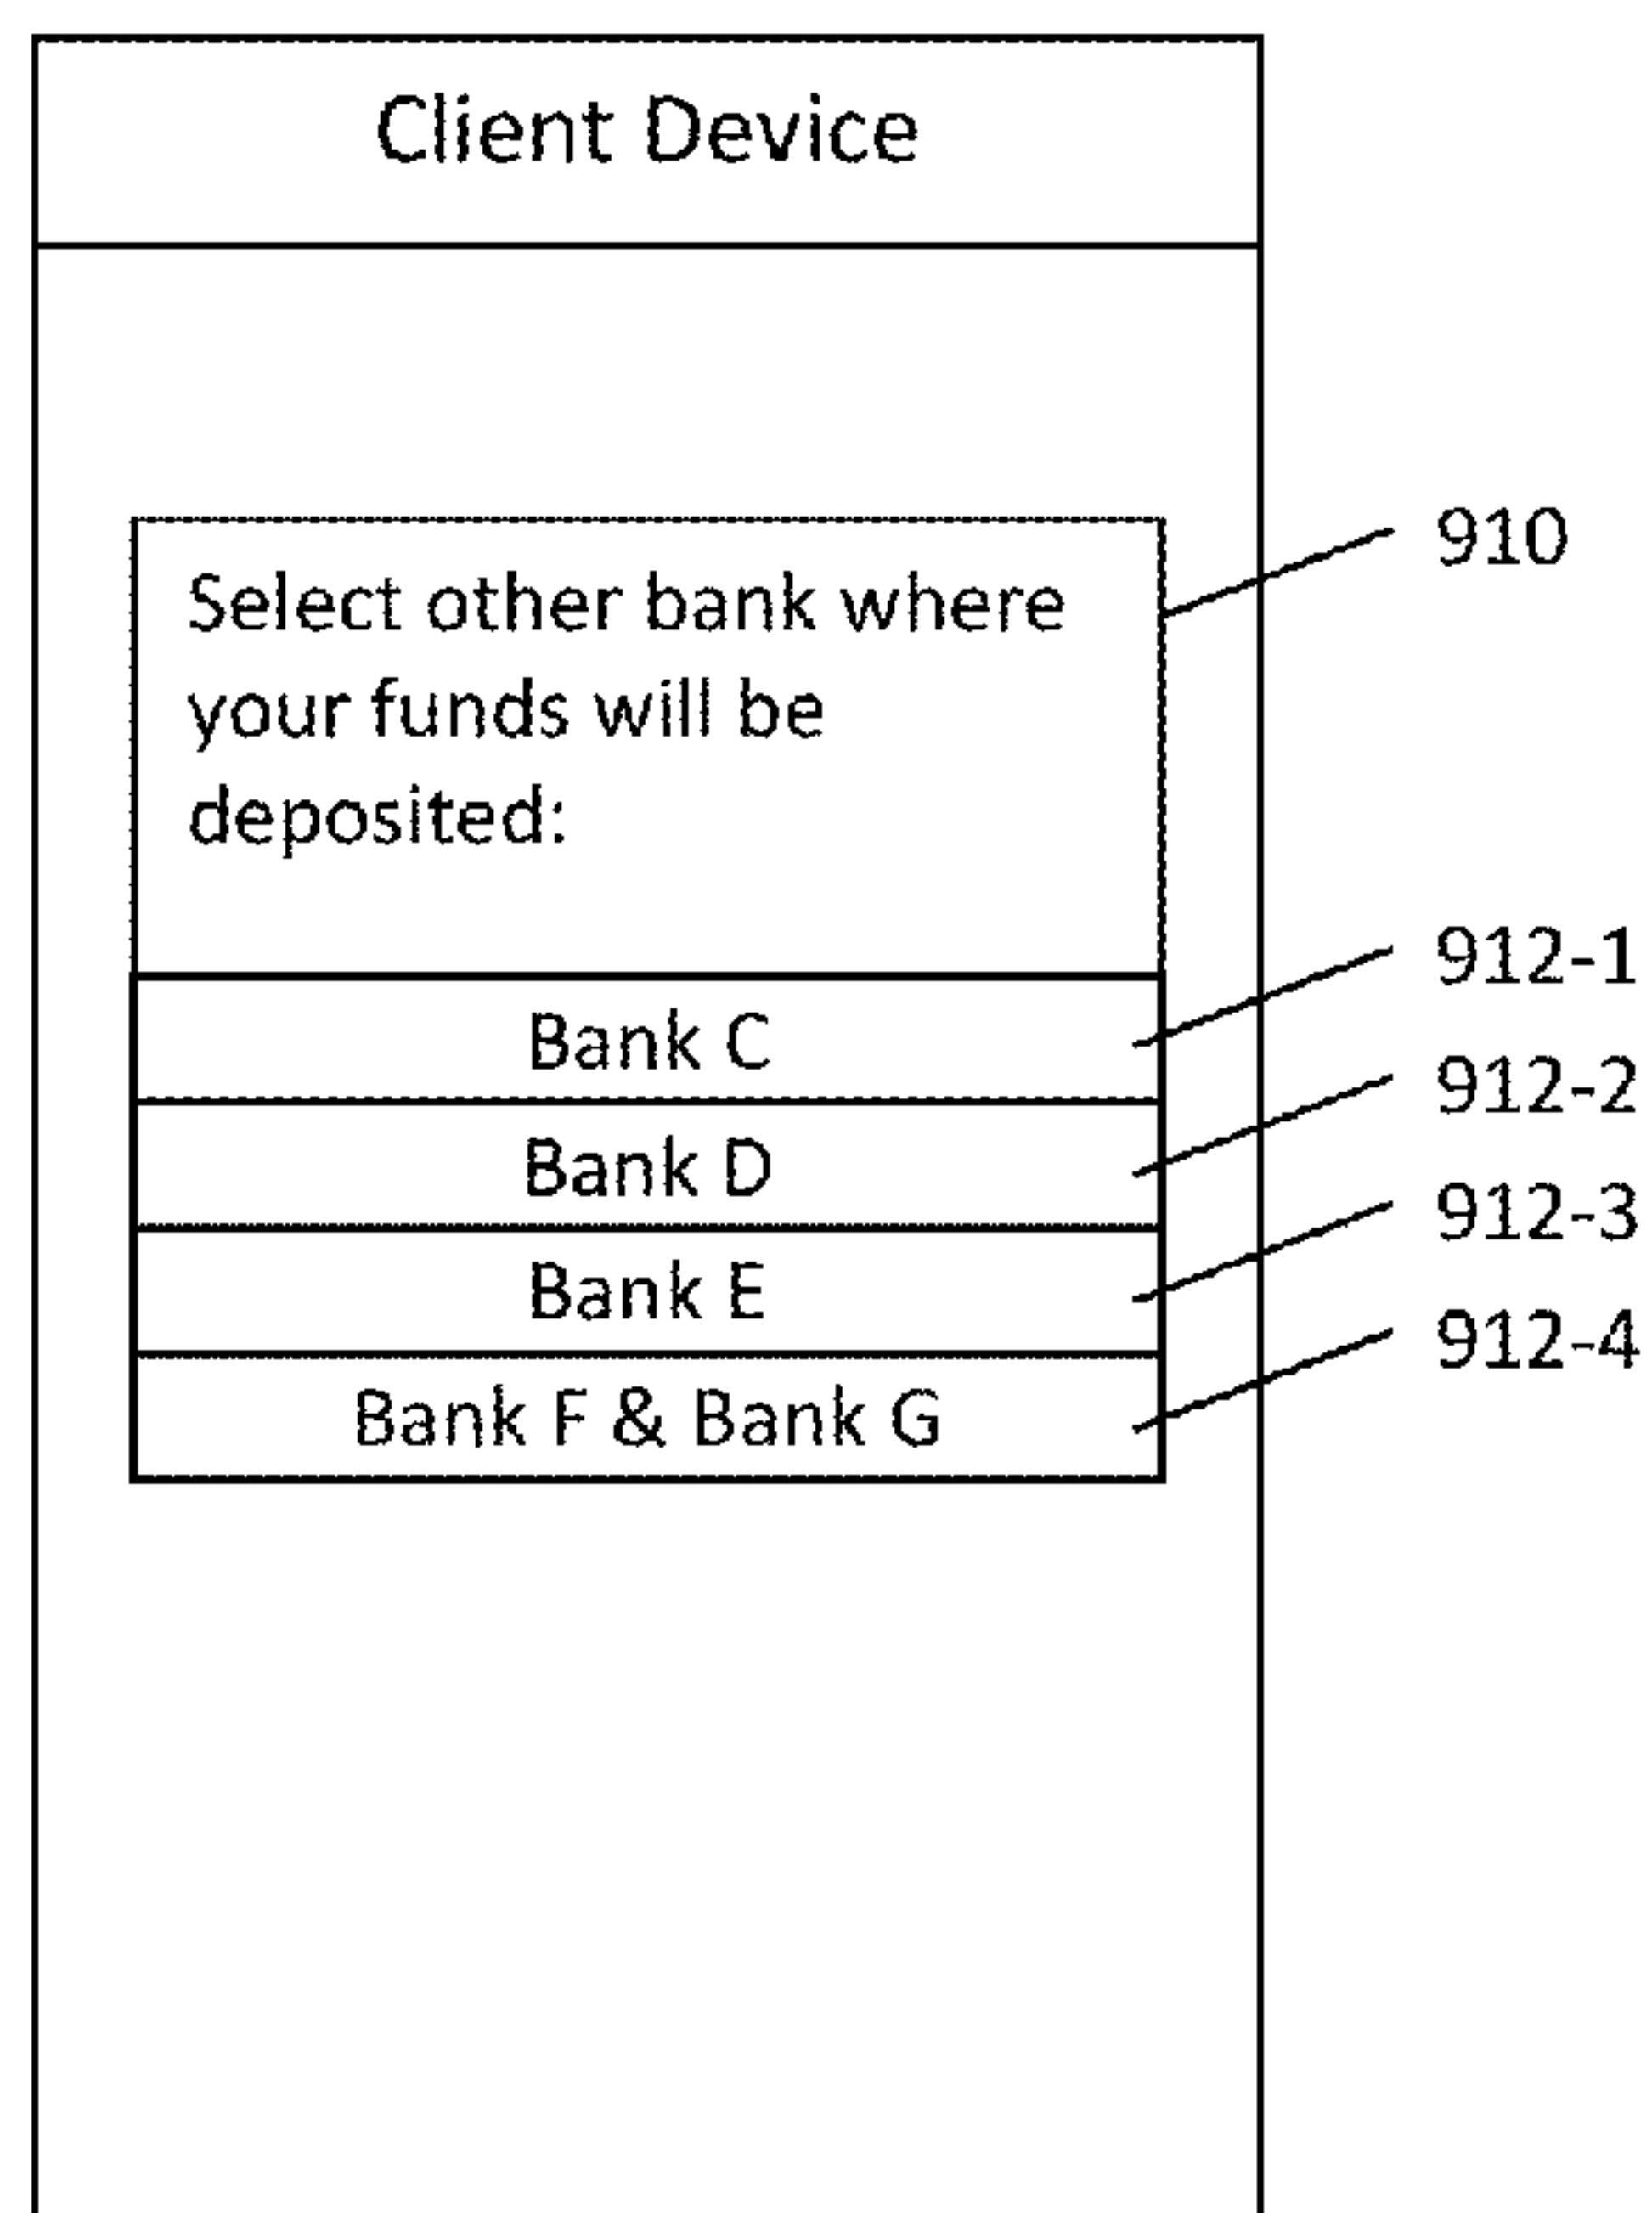 Client Device
910
Select other bank where
your funds will be
deposited:
912-1
Bank C
912-2
Bank D
912-3
Bank E
912-4
Bank F & Bank G